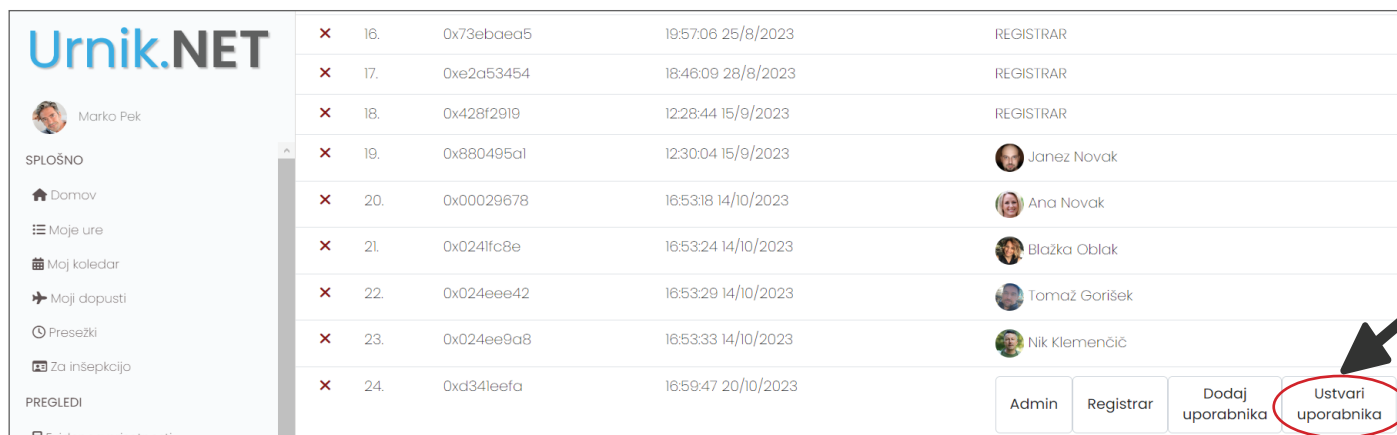 Urnik.NET
Marko Pek
SPLOŠNO
Domov
Moje ure
Moj koledar
Moji dopusti
Presežki
Za inšepkcijo
PREGLEDI
16. 0x73ebaea5 19:57:06 25/8/2023 REGISTRAR
17. 0xe2a53454 18:46:09 28/8/2023 REGISTRAR
18. 0x428f2919 12:28:44 15/9/2023 REGISTRAR
19. 0x880495a1 12:30:04 15/9/2023 Janez Novak
20. 0x00029678 16:53:18 14/10/2023 Ana Novak
21. 0x0241fc8e 16:53:24 14/10/2023 Blažka Oblak
22. 0x024eee42 16:53:29 14/10/2023 Tomaž Gorišek
23. 0x024ee9a8 16:53:33 14/10/2023 Nik Klemenčič
24. 0xd341eefa 16:59:47 20/10/2023
Admin
Registrar
Dodaj
uporabnika
Ustvari
uporabnika